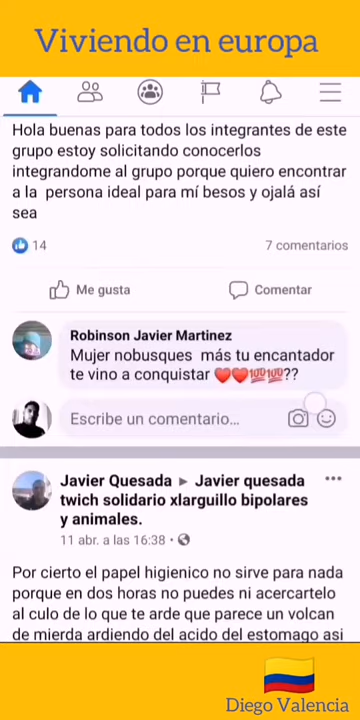 Viviendo en europa
Hola buenas para todos los integrantes de este
grupo estoy solicitando conocerlos
integrandome al grupo porque quiero encontrar
a la persona ideal para mí besos y ojalá así
sea
14
7 comentarios
Me gusta
Comentar
Robinson Javier Martinez
Mujer nobusques más tu encantador
te vino a conquistar ❤️❤️💯💯??
Escribe un comentario...
Javier Quesada ▸ Javier quesada
twich solidario xlarguillo bipolares
y animales.
11 abr. a las 16:38 •
Por cierto el papel higienico no sirve para nada
porque en dos horas no puedes ni acercartelo
al culo de lo que te arde que parece un volcan
de mierda ardiendo del acido del estomago asi
Diego Valencia